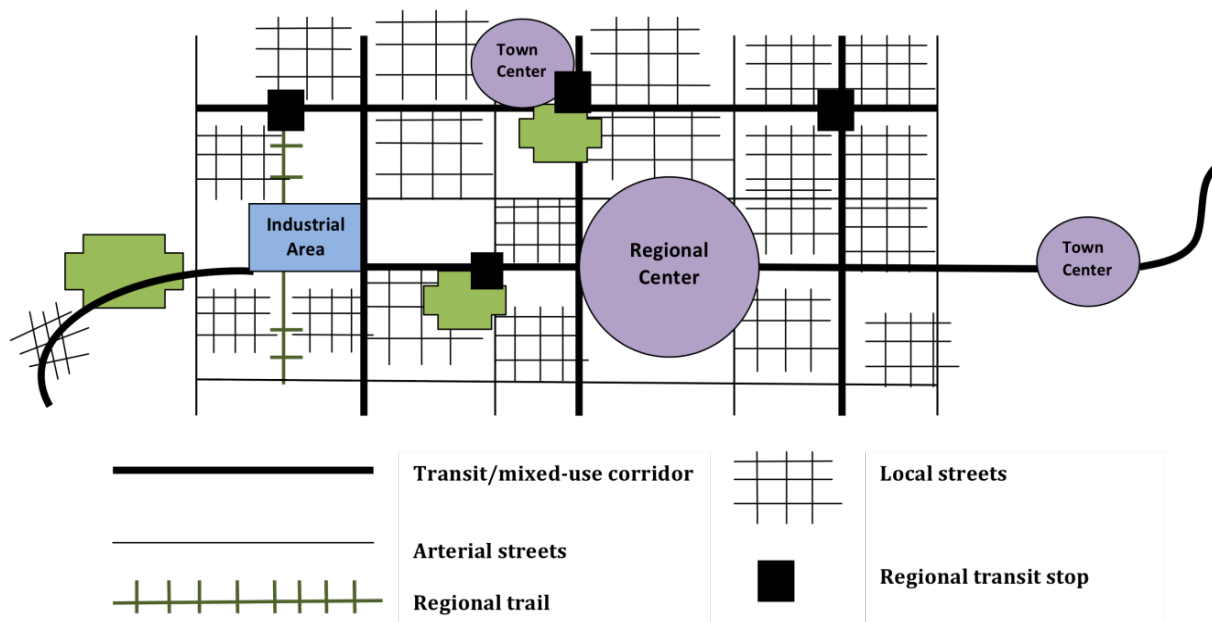 Town
Center
Industrial
Area
Regional
Center
Town
Center
Transit/mixed-use corridor
Local streets
Arterial streets
Regional transit stop
Regional trail